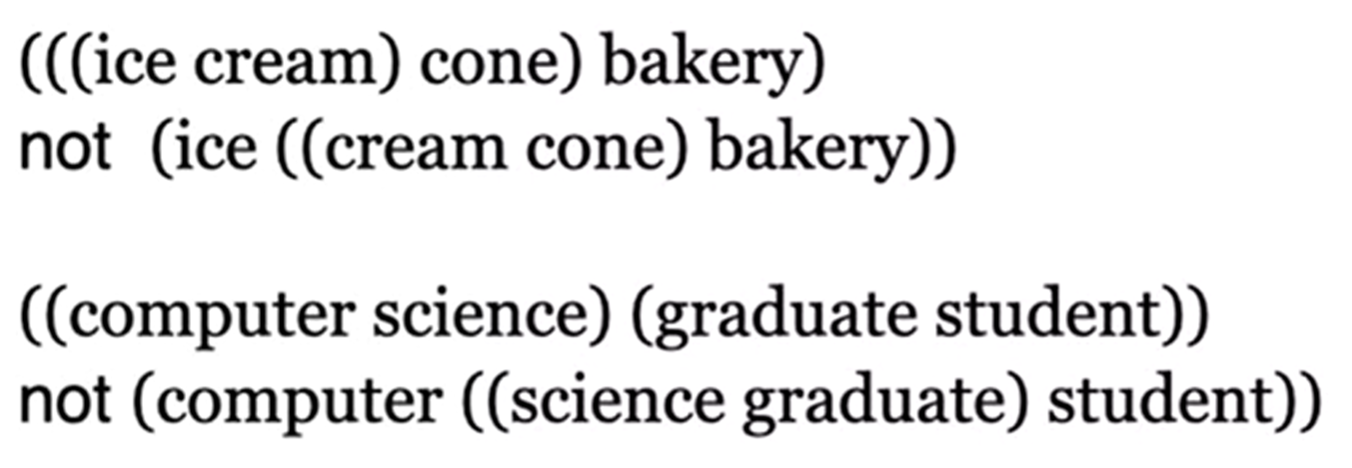 (((ice cream) cone) bakery)
not (ice ((cream cone) bakery))
((computer science) (graduate student))
not (computer ((science graduate) student))